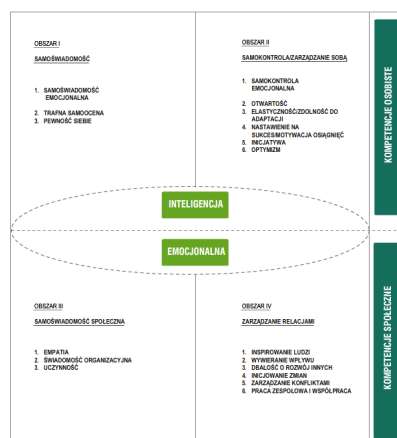 OBSZAR I
SAMOŚWIADOMOŚĆ
1. SAMOŚWIADOMOŚĆ
EMOCJONALNA
2. TRAFNA SAMOOCENA
3. PEWNOŚĆ SIEBIE
OBSZAR II
SAMOKONTROLA/ZARZĄDZANIE SOBĄ
1. SAMOKONTROLA
EMOCJONALNA
2. OTWARTOŚĆ
3. ELASTYCZNOŚĆ/ZDOLNOŚĆ DO
ADAPTACJI
4. NASTAWIENIE NA
SUKCES/MOTYWACJA OSIĄGNIĘĆ
5. INICJATYWA
6. OPTYMIZM
KOMPETENCJE OSOBISTE
INTELIGENCJA
EMOCJONALNA
OBSZAR III
SAMOŚWIADOMOŚĆ SPOŁECZNA
1. EMPATIA
2. ŚWIADOMOŚĆ ORGANIZACYJNA
3. UCZYNNOŚĆ
OBSZAR IV
ZARZĄDZANIE RELACJAMI
1. INSPIROWANIE LUDZI
2. WYWIERANIE WPŁYWU
3. DBAŁOŚĆ O ROZWÓJ INNYCH
4. INICJOWANIE ZMIAN
5. ZARZĄDZANIE KONFLIKTAMI
6. PRACA ZESPOŁOWA I WSPÓŁPRACA
KOMPETENCJE SPOŁECZNE